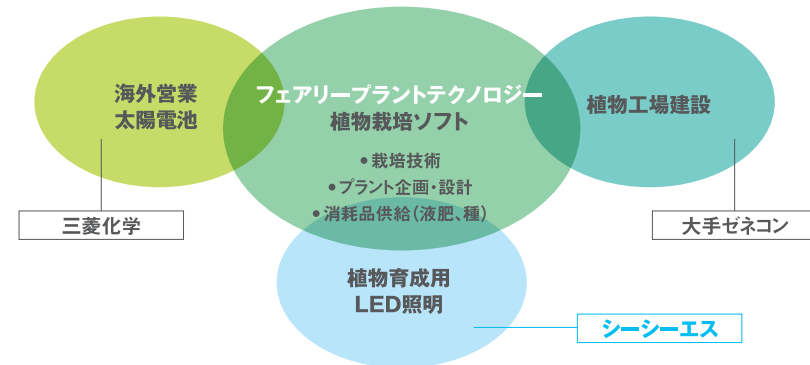 海外営業
太陽電池
フェアリープラントテクノロジー
植物栽培ソフト
•栽培技術
•プラント企画・設計
•消耗品供給(液肥、種)
植物工場建設
三菱化学
大手ゼネコン
植物育成用
LED照明
シーシーエス